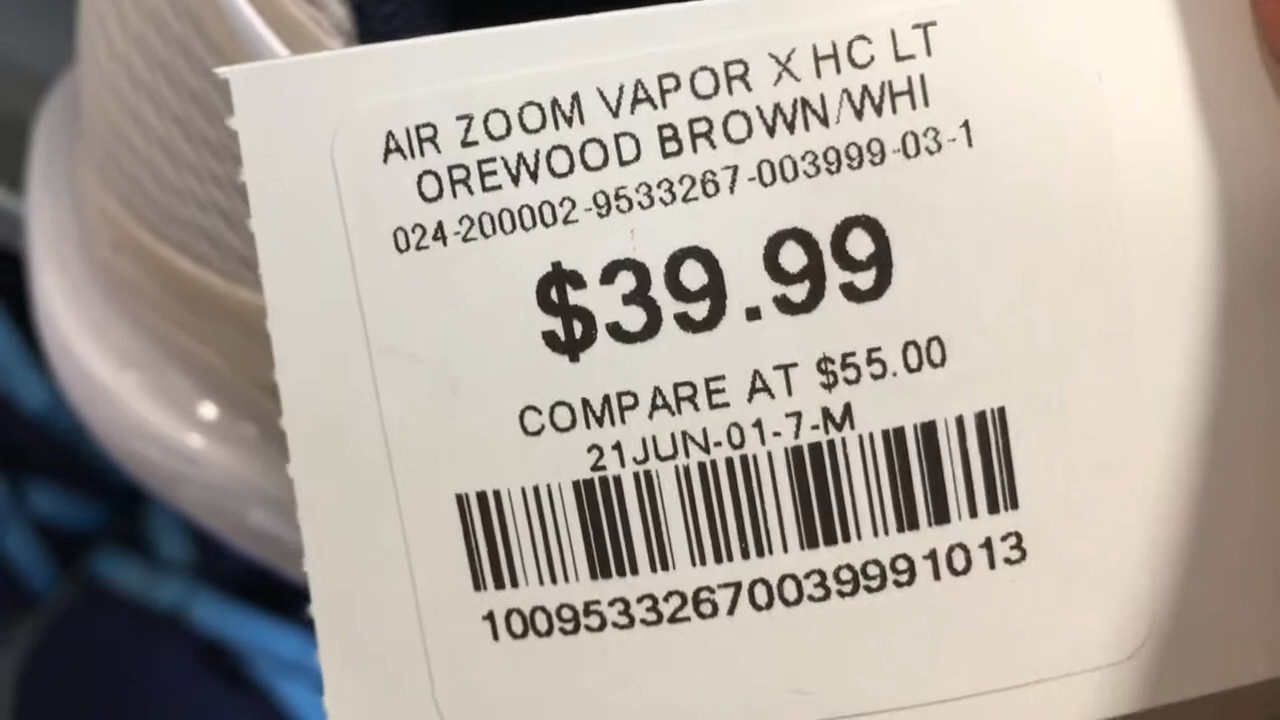 AIR ZOOM VAPOR X HC LT
OREWOOD BROWN/WHI
024-200002-9533267-003999-03-1
$39.99
COMPARE AT $55.00
21JUN-01-7-M
10095332670039991013